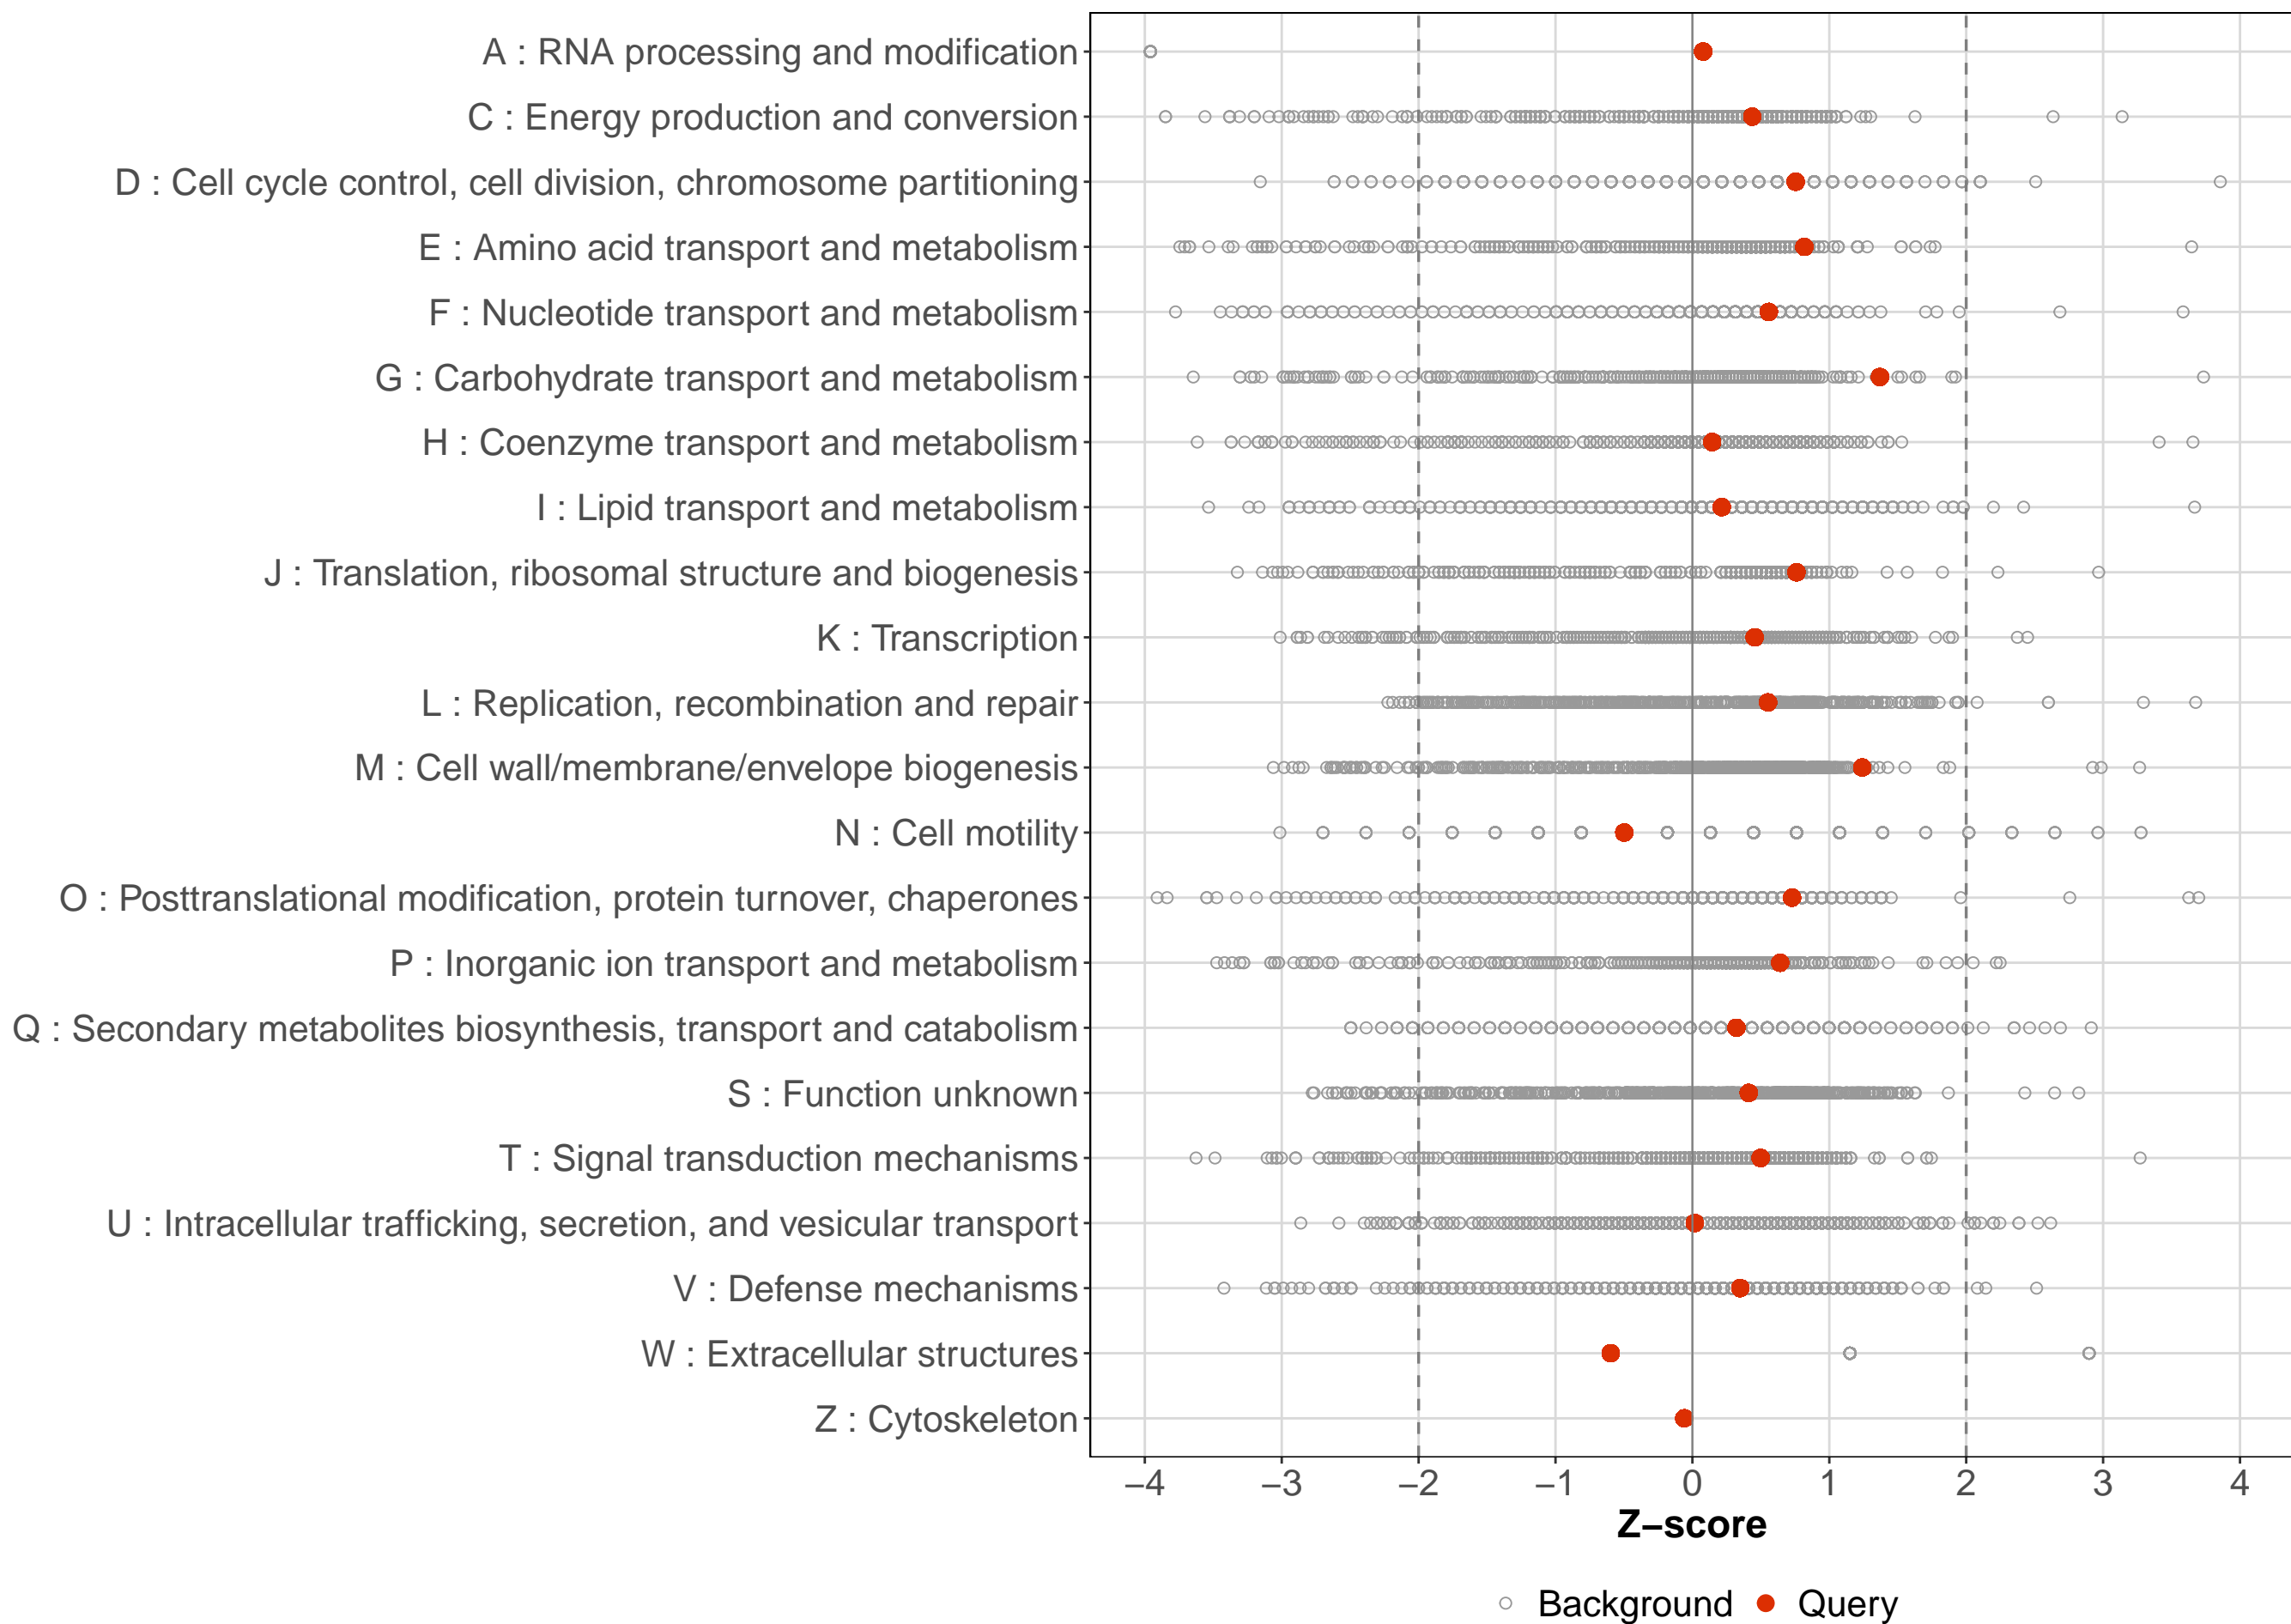 A : RNA processing and modification
C : Energy production and conversion
D : Cell cycle control, cell division, chromosome partitioning
E : Amino acid transport and metabolism
F : Nucleotide transport and metabolism
G : Carbohydrate transport and metabolism
H : Coenzyme transport and metabolism
I : Lipid transport and metabolism
J : Translation, ribosomal structure and biogenesis
K : Transcription
L : Replication, recombination and repair
M : Cell wall/membrane/envelope biogenesis
N : Cell motility
O : Posttranslational modification, protein turnover, chaperones
P : Inorganic ion transport and metabolism
Q : Secondary metabolites biosynthesis, transport and catabolism
S : Function unknown
T : Signal transduction mechanisms
U : Intracellular trafficking, secretion, and vesicular transport
V : Defense mechanisms
W : Extracellular structures
Z : Cytoskeleton
−4 −3 −2 −1 0 1 2 3 4
Z−score
Background Query